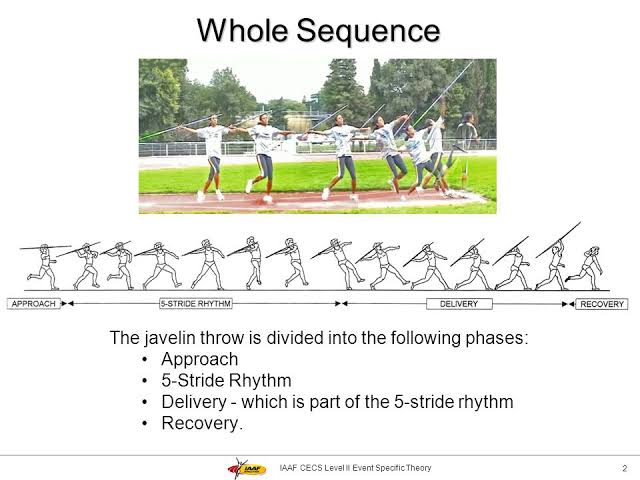 Whole Sequence
APPROACH
5-STRIDE RHYTHM
DELIVERY
RECOVERY
The javelin throw is divided into the following phases:
• Approach
• 5-Stride Rhythm
• Delivery - which is part of the 5-stride rhythm
• Recovery.
IAAF
IAAF CECS Level II Event Specific Theory
2